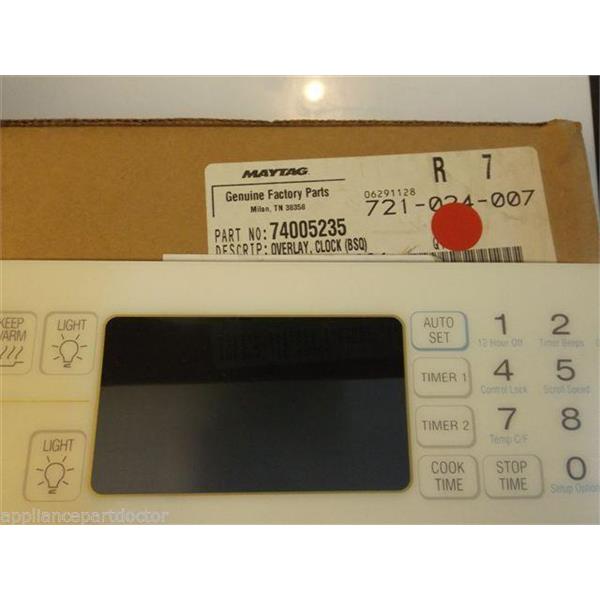 MAYTAG
R 7
Genuine Factory Parts
06291128
Milan, TN 38358
721-024-007
PART NO: 74005235
DESCRIP: OVERLAY, CLOCK (BSQ)
KEEP
WARM
LIGHT
AUTO
SET
1
2
12 Hour Off
Timer Beeps
TIMER 1
4
5
Control Lock
Scroll Speed
LIGHT
TIMER 2
7
8
Temp C/F
COOK
TIME
STOP
TIME
0
Setup Option
appliancepartdoctor